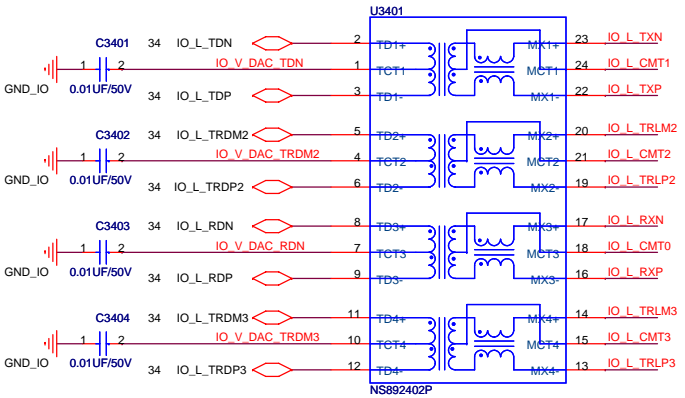 U3401
C3401 34 IO_L_TDN 2 TD1+ MX1+ 23 IO_L_TXN
GND_IO 1 2 IO_V_DAC_TDN 1 TCT1 MCT1 24 IO_L_CMT1
0.01UF/50V 34 IO_L_TDP 3 TD1- MX1- 22 IO_L_TXP
C3402 34 IO_L_TRDM2 5 TD2+ MX2+ 20 IO_L_TRLM2
GND_IO 1 2 IO_V_DAC_TRDM2 4 TCT2 MCT2 21 IO_L_CMT2
0.01UF/50V 34 IO_L_TRDP2 6 TD2- MX2- 19 IO_L_TRLP2
C3403 34 IO_L_RDN 8 TD3+ MX3+ 17 IO_L_RXN
GND_IO 1 2 IO_V_DAC_RDN 7 TCT3 MCT3 18 IO_L_CMT0
0.01UF/50V 34 IO_L_RDP 9 TD3- MX3- 16 IO_L_RXP
C3404 34 IO_L_TRDM3 11 TD4+ MX4+ 14 IO_L_TRLM3
GND_IO 1 2 IO_V_DAC_TRDM3 10 TCT4 MCT4 15 IO_L_CMT3
0.01UF/50V 34 IO_L_TRDP3 12 TD4- MX4- 13 IO_L_TRLP3
NS892402P